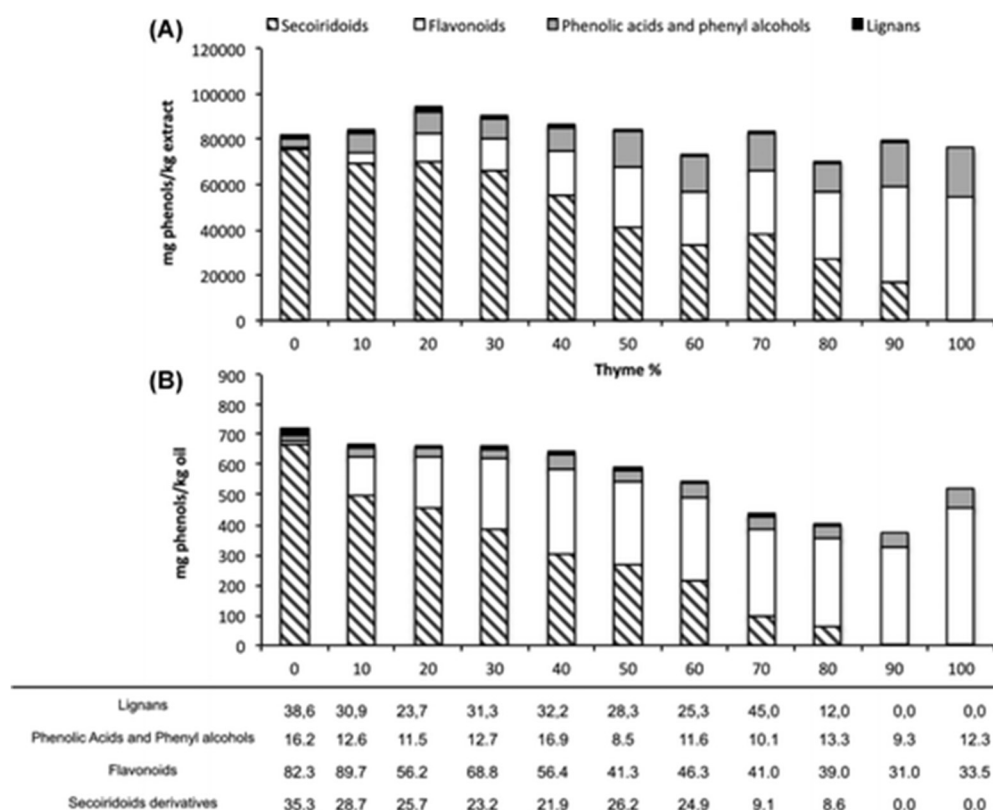 (A) Secoiridoids Flavonoids Phenolic acids and phenyl alcohols Lignans
120000
100000
80000
60000
40000
20000
0
mg phenols/kg extract
0 10 20 30 40 50 60 70 80 90 100
Thyme %
(B)
900
800
700
600
500
400
300
200
100
0
mg phenols/kg oil
0 10 20 30 40 50 60 70 80 90 100
Lignans 38,6 30,9 23,7 31,3 32,2 28,3 25,3 45,0 12,0 0,0 0,0
Phenolic Acids and Phenyl alcohols 16.2 12.6 11.5 12.7 16.9 8.5 11.6 10.1 13.3 9.3 12.3
Flavonoids 82.3 89.7 56.2 68.8 56.4 41.3 46.3 41.0 39.0 31.0 33.5
Secoiridoids derivatives 35.3 28.7 25.7 23.2 21.9 26.2 24.9 9.1 8.6 0.0 0.0